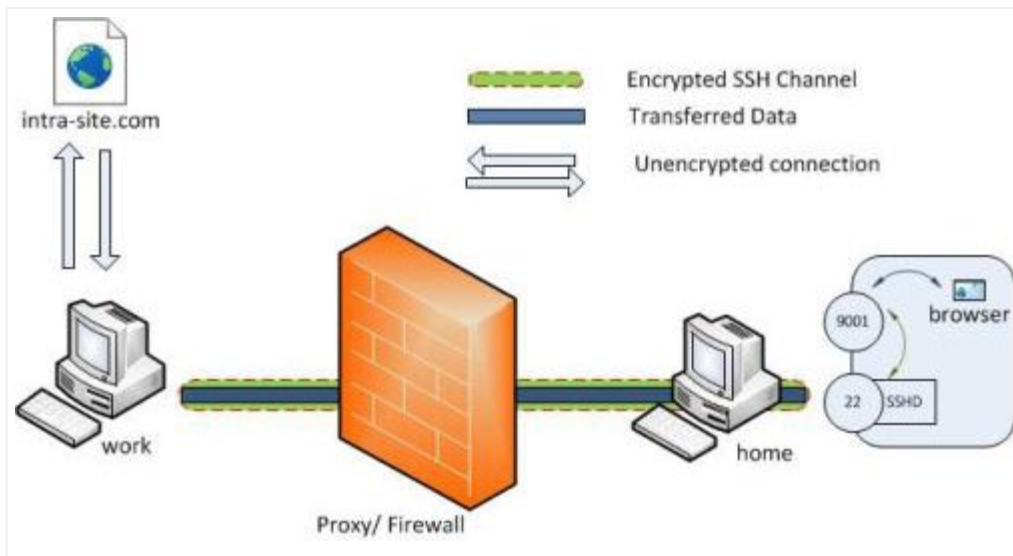 intra-site.com
Encrypted SSH Channel
Transferred Data
Unencrypted connection
9001
browser
22
SSHD
work
home
Proxy/ Firewall